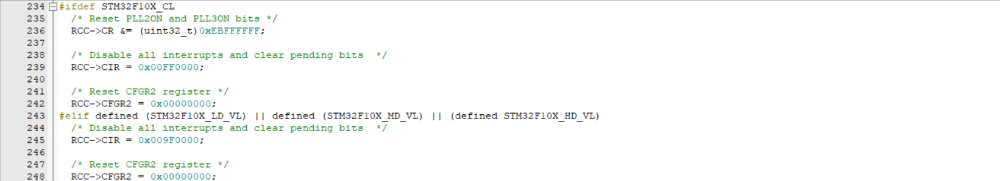 234 #ifdef STM32F10X_CL
235 /* Reset PLL2ON and PLL3ON bits */
236 RCC->CR &= (uint32_t)0xEBFFFFFF;
237
238 /* Disable all interrupts and clear pending bits  */
239 RCC->CIR = 0x00FF0000;
240
241 /* Reset CFGR2 register */
242 RCC->CFGR2 = 0x00000000;
243 #elif defined (STM32F10X_LD_VL) || defined (STM32F10X_MD_VL) || (defined STM32F10X_HD_VL)
244 /* Disable all interrupts and clear pending bits  */
245 RCC->CIR = 0x009F0000;
246
247 /* Reset CFGR2 register */
248 RCC->CFGR2 = 0x00000000;